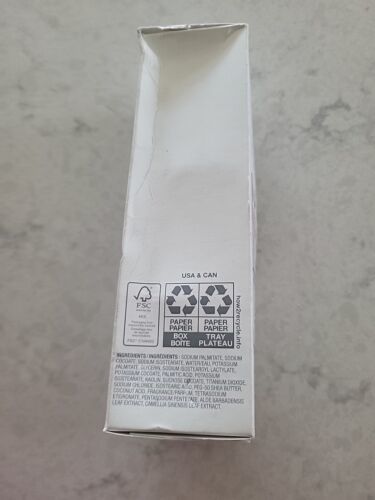 USA & CAN
FSC
MIX
PAPER
PAPIER
BOX
BOITE
PAPER
PAPIER
TRAY
PLATEAU
how2recycle.info
INGREDIENTS/INGRÉDIENTS: SODIUM PALMITATE, SODIUM
COCOATE, SODIUM ISOSTEARATE, WATER/EAU, POTASSIUM
PALMITATE, GLYCERIN, SODIUM ISOSTEAROYL LACTYLATE,
POTASSIUM COCOATE, PALMITIC ACID, POTASSIUM
ISOSTEARATE, KAOLIN, SUCROSE COCOATE, TITANIUM DIOXIDE,
SODIUM CHLORIDE, ISOSTEARIC ACID, PEG-50 SHEA BUTTER,
COCONUT ACID, FRAGRANCE/PARFUM, TETRASODIUM
ETIDRONATE, PENTASODIUM PENTETATE, ALOE BARBADENSIS
LEAF EXTRACT, CAMELLIA SINENSIS LEAF EXTRACT.